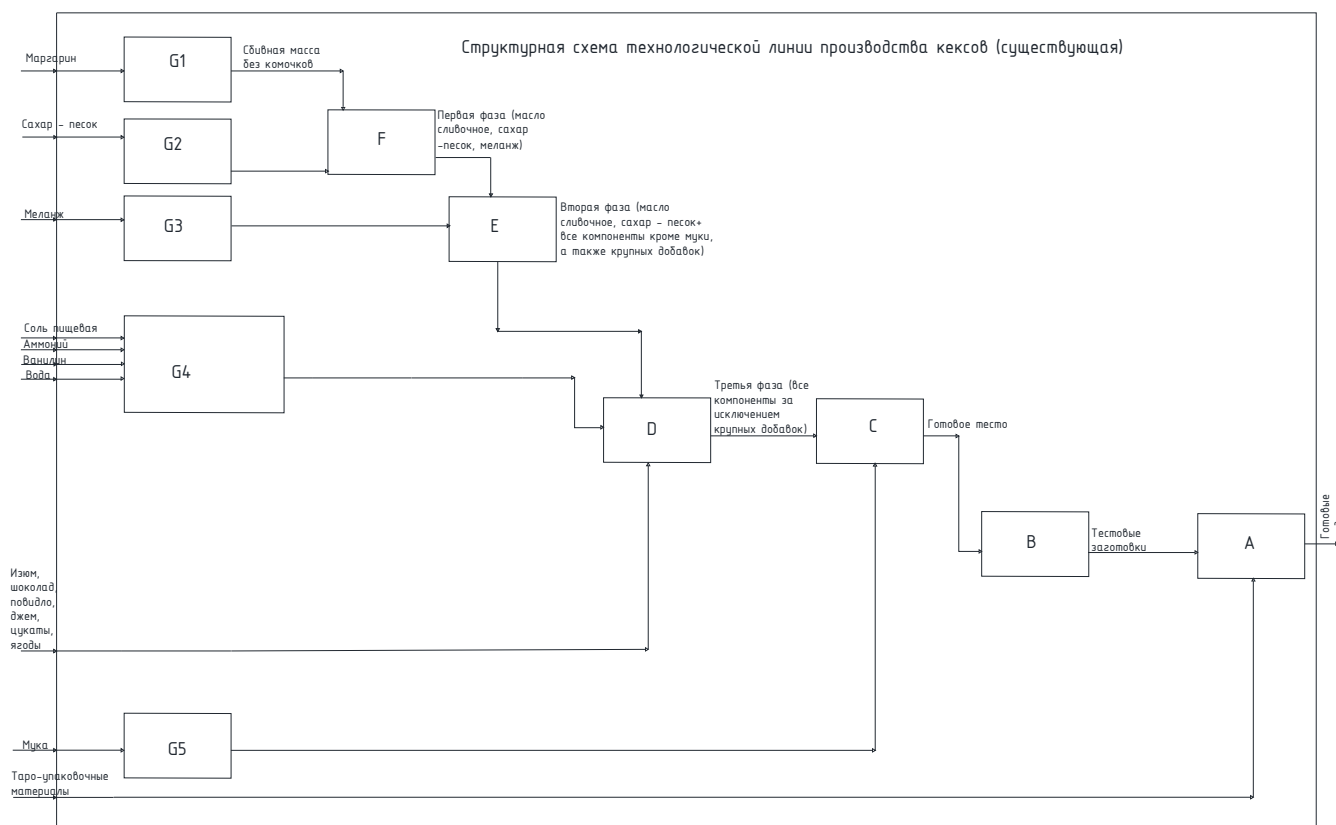 Структурная схема технологической линии производства кексов (существующая)
Маргарин
G1
Сбивная масса
без комочков
Сахар - песок
G2
F
Первая фаза (масло
сливочное, сахар
-песок, меланж)
Меланж
G3
E
Вторая фаза (масло
сливочное, сахар - песок+
все компоненты кроме муки,
а также крупных добавок)
Соль пищевая
Аммоний
Ванилин
Вода
G4
D
Третья фаза (все
компоненты за
исключением
крупных добавок)
C
Готовое тесто
B
Тестовые
заготовки
A
Готовые
Изюм,
шоколад,
повидло,
джем,
цукаты,
ягоды
Мука
G5
Таро-упаковочные
материалы